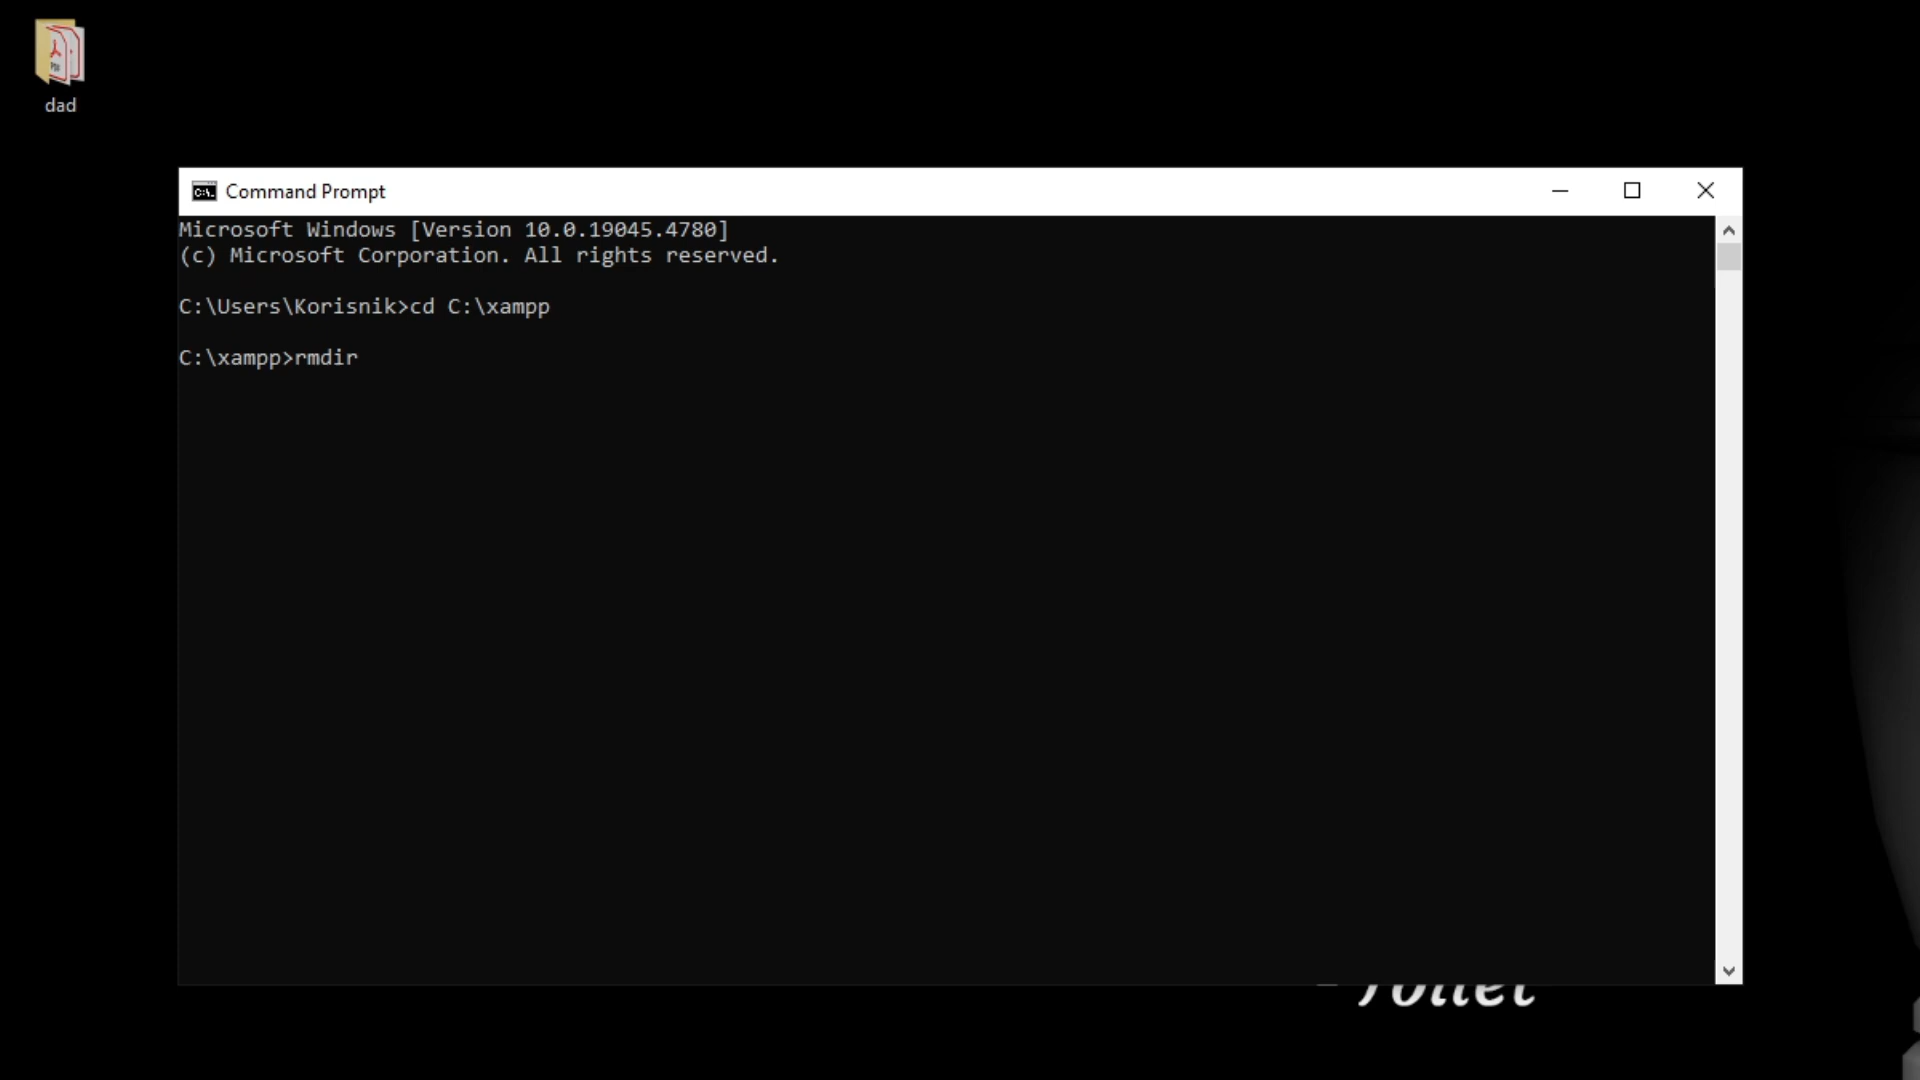 dad
Command Prompt
Microsoft Windows [Version 10.0.19045.4780]
(c) Microsoft Corporation. All rights reserved.
C:\Users\Korisnik>cd C:\xampp
C:\xampp>rmdir